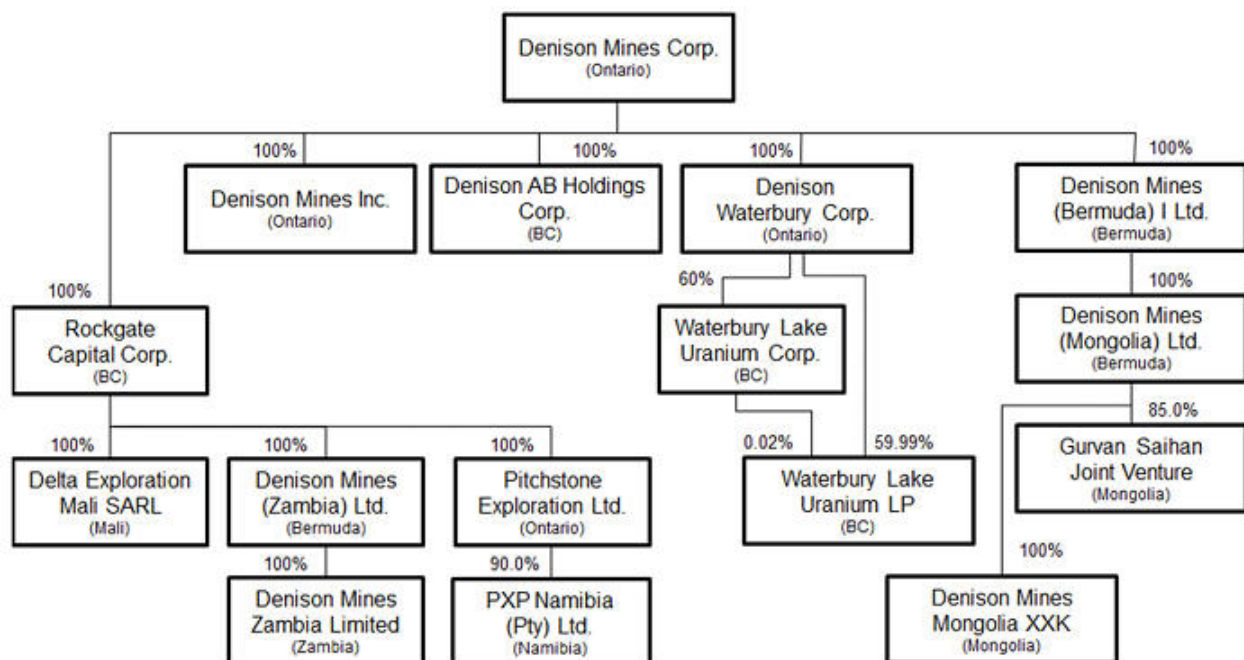 Denison Mines Corp.
(Ontario)
100%
100%
100%
100%
Denison Mines Inc.
(Ontario)
Denison AB Holdings
Corp.
(BC)
Denison
Waterbury Corp.
(Ontario)
Denison Mines
(Bermuda) I Ltd.
(Bermuda)
100%
60%
100%
Rockgate
Capital Corp.
(BC)
Waterbury Lake
Uranium Corp.
(BC)
Denison Mines
(Mongolia) Ltd.
(Bermuda)
100%
100%
100%
0.02%
59.99%
85.0%
Delta Exploration
Mali SARL
(Mali)
Denison Mines
(Zambia) Ltd.
(Bermuda)
Pitchstone
Exploration Ltd.
(Ontario)
Waterbury Lake
Uranium LP
(BC)
Gurvan Saihan
Joint Venture
(Mongolia)
100%
90.0%
100%
Denison Mines
Zambia Limited
(Zambia)
PXP Namibia
(Pty) Ltd.
(Namibia)
Denison Mines
Mongolia XXK
(Mongolia)